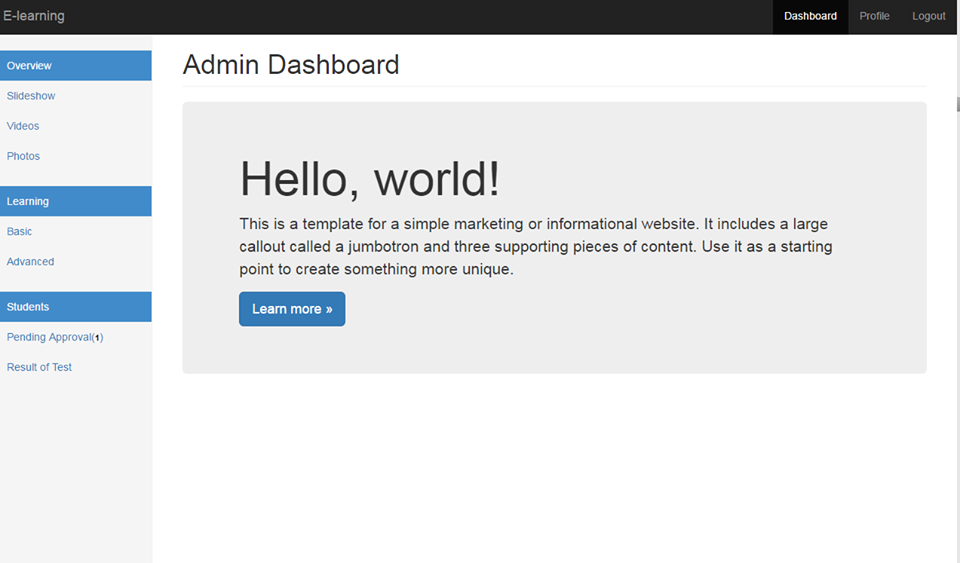 E-learning
Dashboard Profile Logout
Overview
Slideshow
Videos
Photos
Learning
Basic
Advanced
Students
Pending Approval(1)
Result of Test
Admin Dashboard
Hello, world!
This is a template for a simple marketing or informational website. It includes a large
callout called a jumbotron and three supporting pieces of content. Use it as a starting
point to create something more unique.
Learn more »